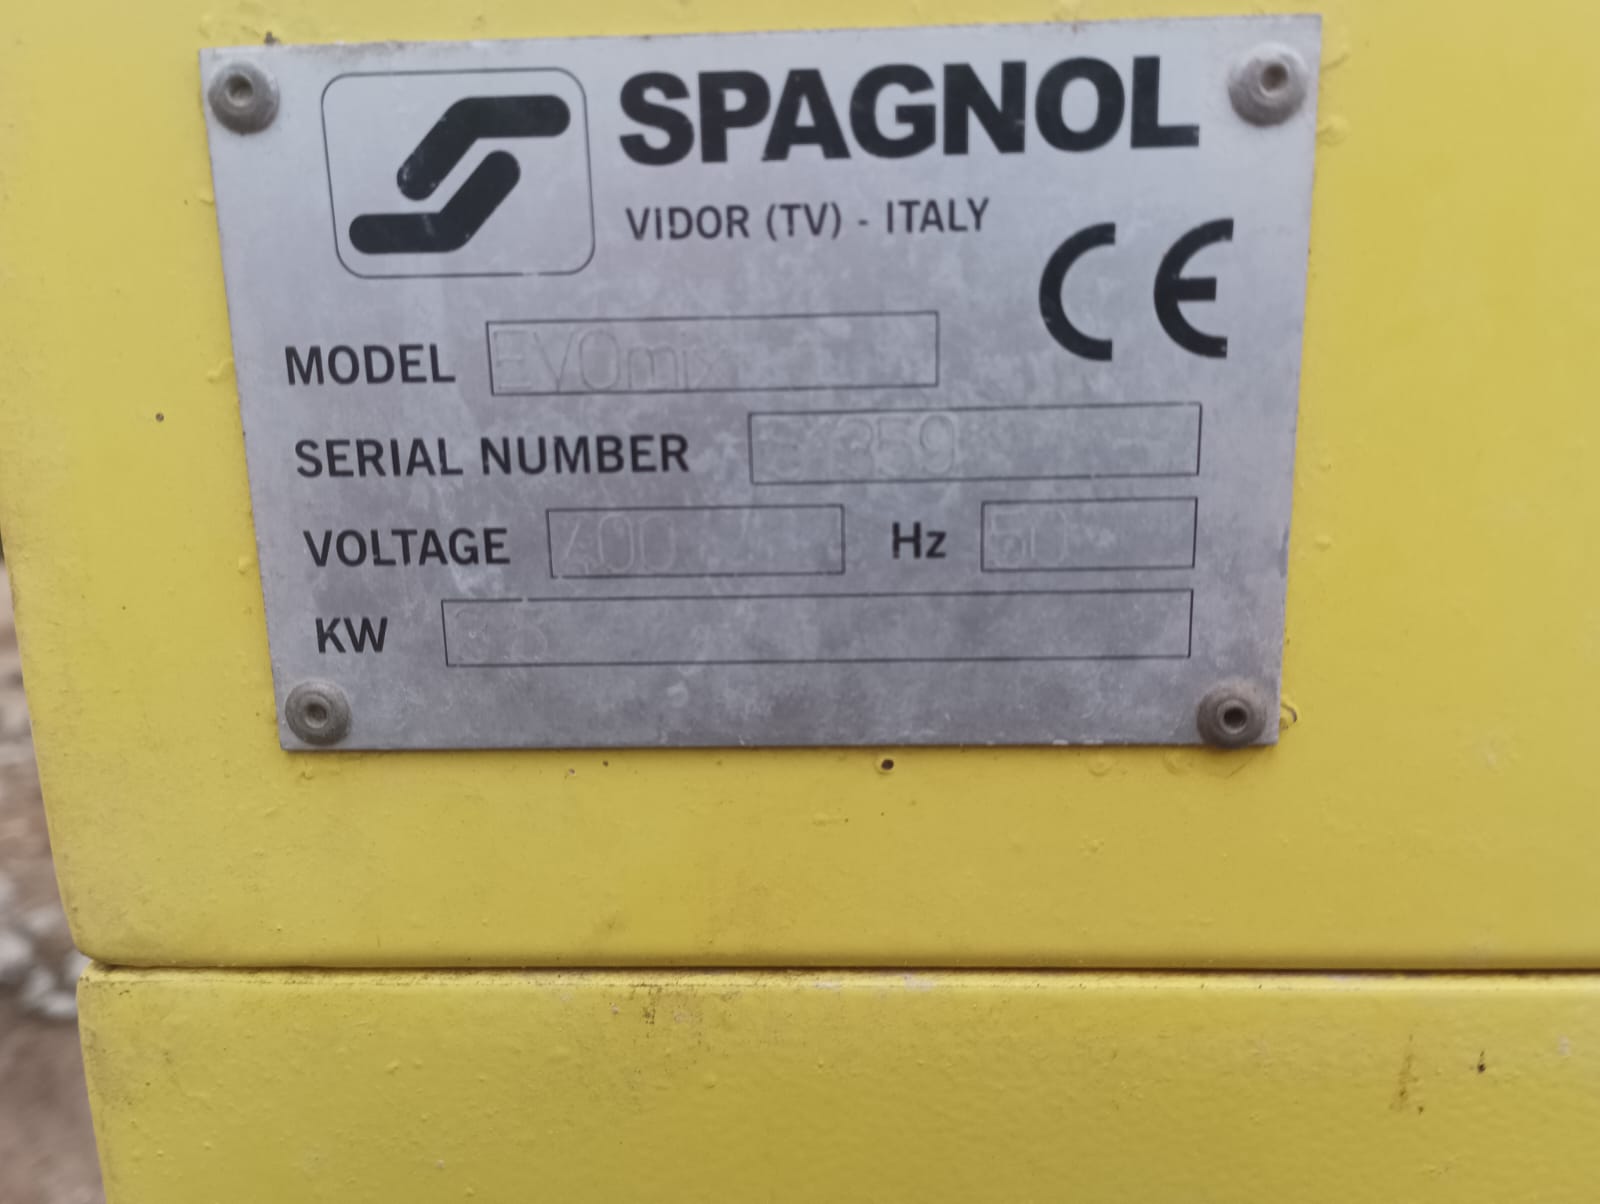 SPAGNOL
VIDOR (TV) - ITALY
CE
MODEL EVOmix
SERIAL NUMBER
VOLTAGE 400 Hz 50
KW